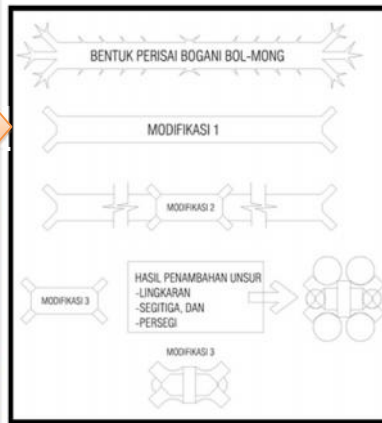 BENTUK PERISAI BOGANI BOL-MONG
MODIFIKASI 1
MODIFIKASI 2
MODIFIKASI 3
HASIL PENAMBAHAN UNSUR
-LINGKARAN
-SEGITIGA, DAN
-PERSEGI
MODIFIKASI 3